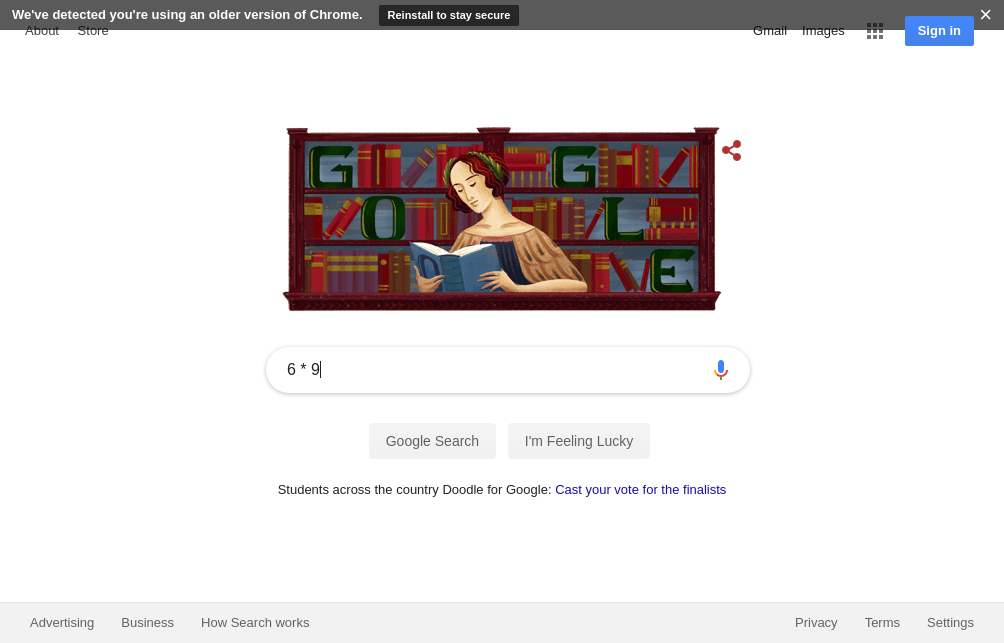 We've detected you're using an older version of Chrome. Reinstall to stay secure ×
About Store Gmail Images Sign in
G G
O L
E
6 * 9
Google Search I'm Feeling Lucky
Students across the country Doodle for Google: Cast your vote for the finalists
Advertising Business How Search works Privacy Terms Settings